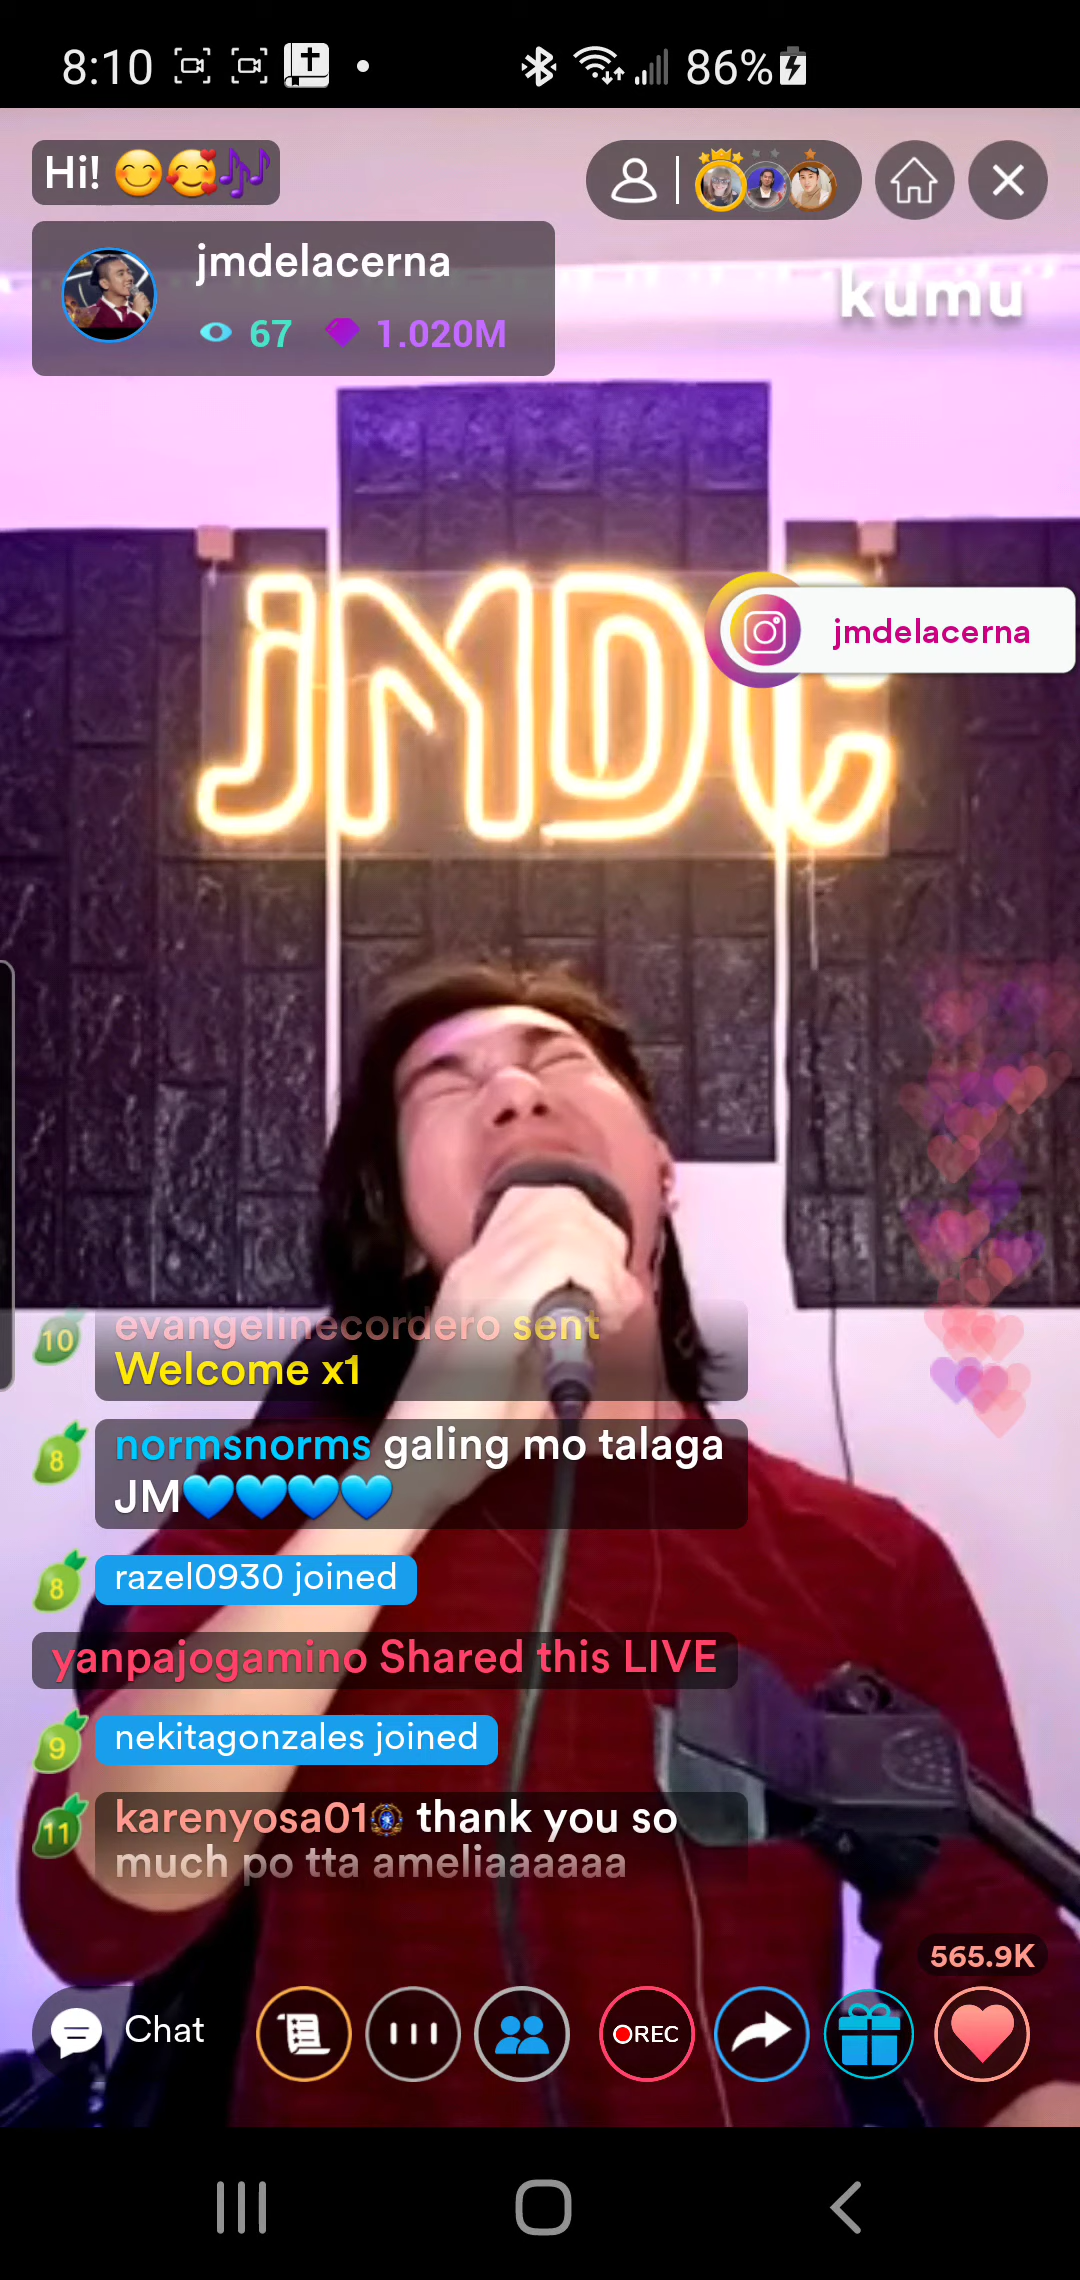 8:10
86%
Hi! 😊🥰🎶
jmdelacerna
67 1.020M
kumu
jMDC
jmdelacerna
10 evangelinecordero sent
Welcome x1
8 normsnorms galing mo talaga
JM💙💙💙💙
8 razel0930 joined
yanpajogamino Shared this LIVE
9 nekitagonzales joined
11 karenyosa01 thank you so
much po tta ameliaaaaaa
565.9K
Chat
REC